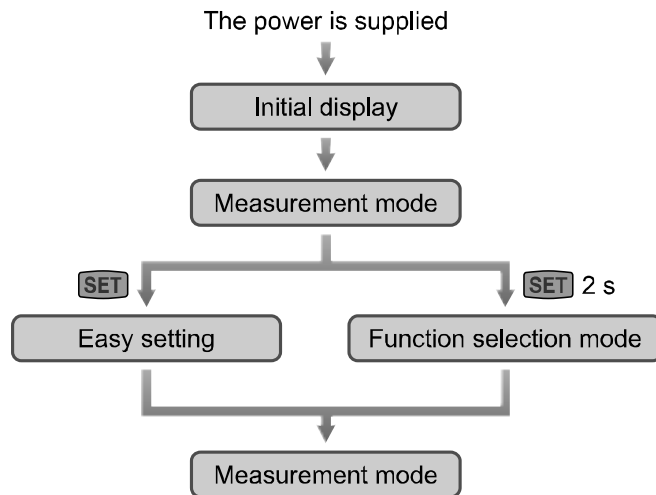 The power is supplied
Initial display
Measurement mode
SET
SET 2 s
Easy setting
Function selection mode
Measurement mode